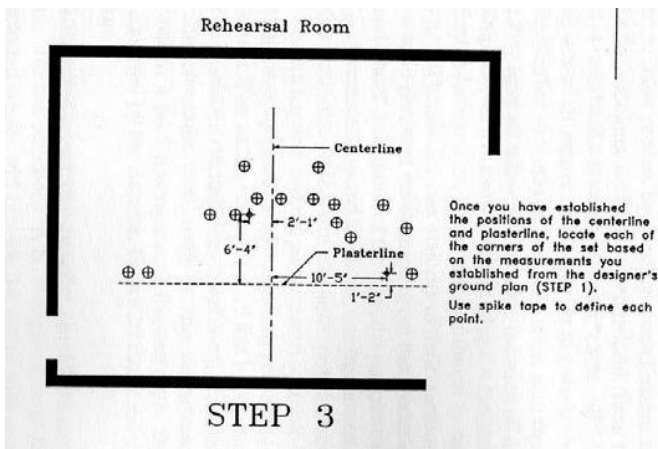 Rehearsal Room
Centerline
2'-1"
6'-4"
Plasterline
10'-5"
1'-2"
Once you have established
the positions of the centerline
and plasterline, locate each of
the corners of the set based
on the measurements you
established from the designer's
ground plan (STEP 1).
Use spike tape to define each
point.
STEP 3